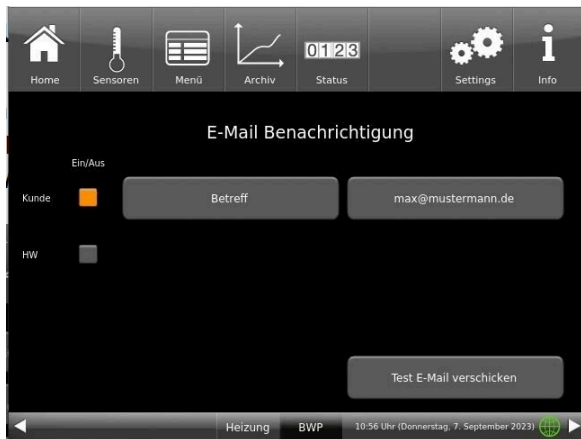 Home Sensoren Menü Archiv 0123 Status Settings i Info
E-Mail Benachrichtigung
Ein/Aus
Kunde Betreff max@mustermann.de
HW
Test E-Mail verschicken
Heizung BWP 10:56 Uhr (Donnerstag, 7. September 2023)